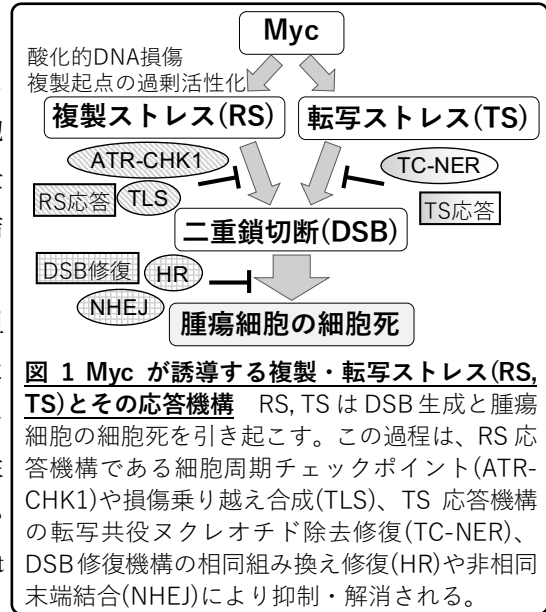 Myc
酸化的DNA損傷
複製起点の過剰活性化
複製ストレス(RS)
転写ストレス(TS)
ATR-CHK1
TC-NER
RS応答
TLS
TS応答
二重鎖切断(DSB)
DSB修復
HR
NHEJ
腫瘍細胞の細胞死
図 1 Myc が誘導する複製・転写ストレス(RS,
TS)とその応答機構 RS, TS は DSB 生成と腫瘍
細胞の細胞死を引き起こす。この過程は、RS 応
答機構である細胞周期チェックポイント(ATR-
CHK1)や損傷乗り越え合成(TLS)、TS 応答機構
の転写共役ヌクレオチド除去修復(TC-NER)、
DSB 修復機構の相同組み換え修復(HR)や非相同
末端結合(NHEJ)により抑制・解消される。